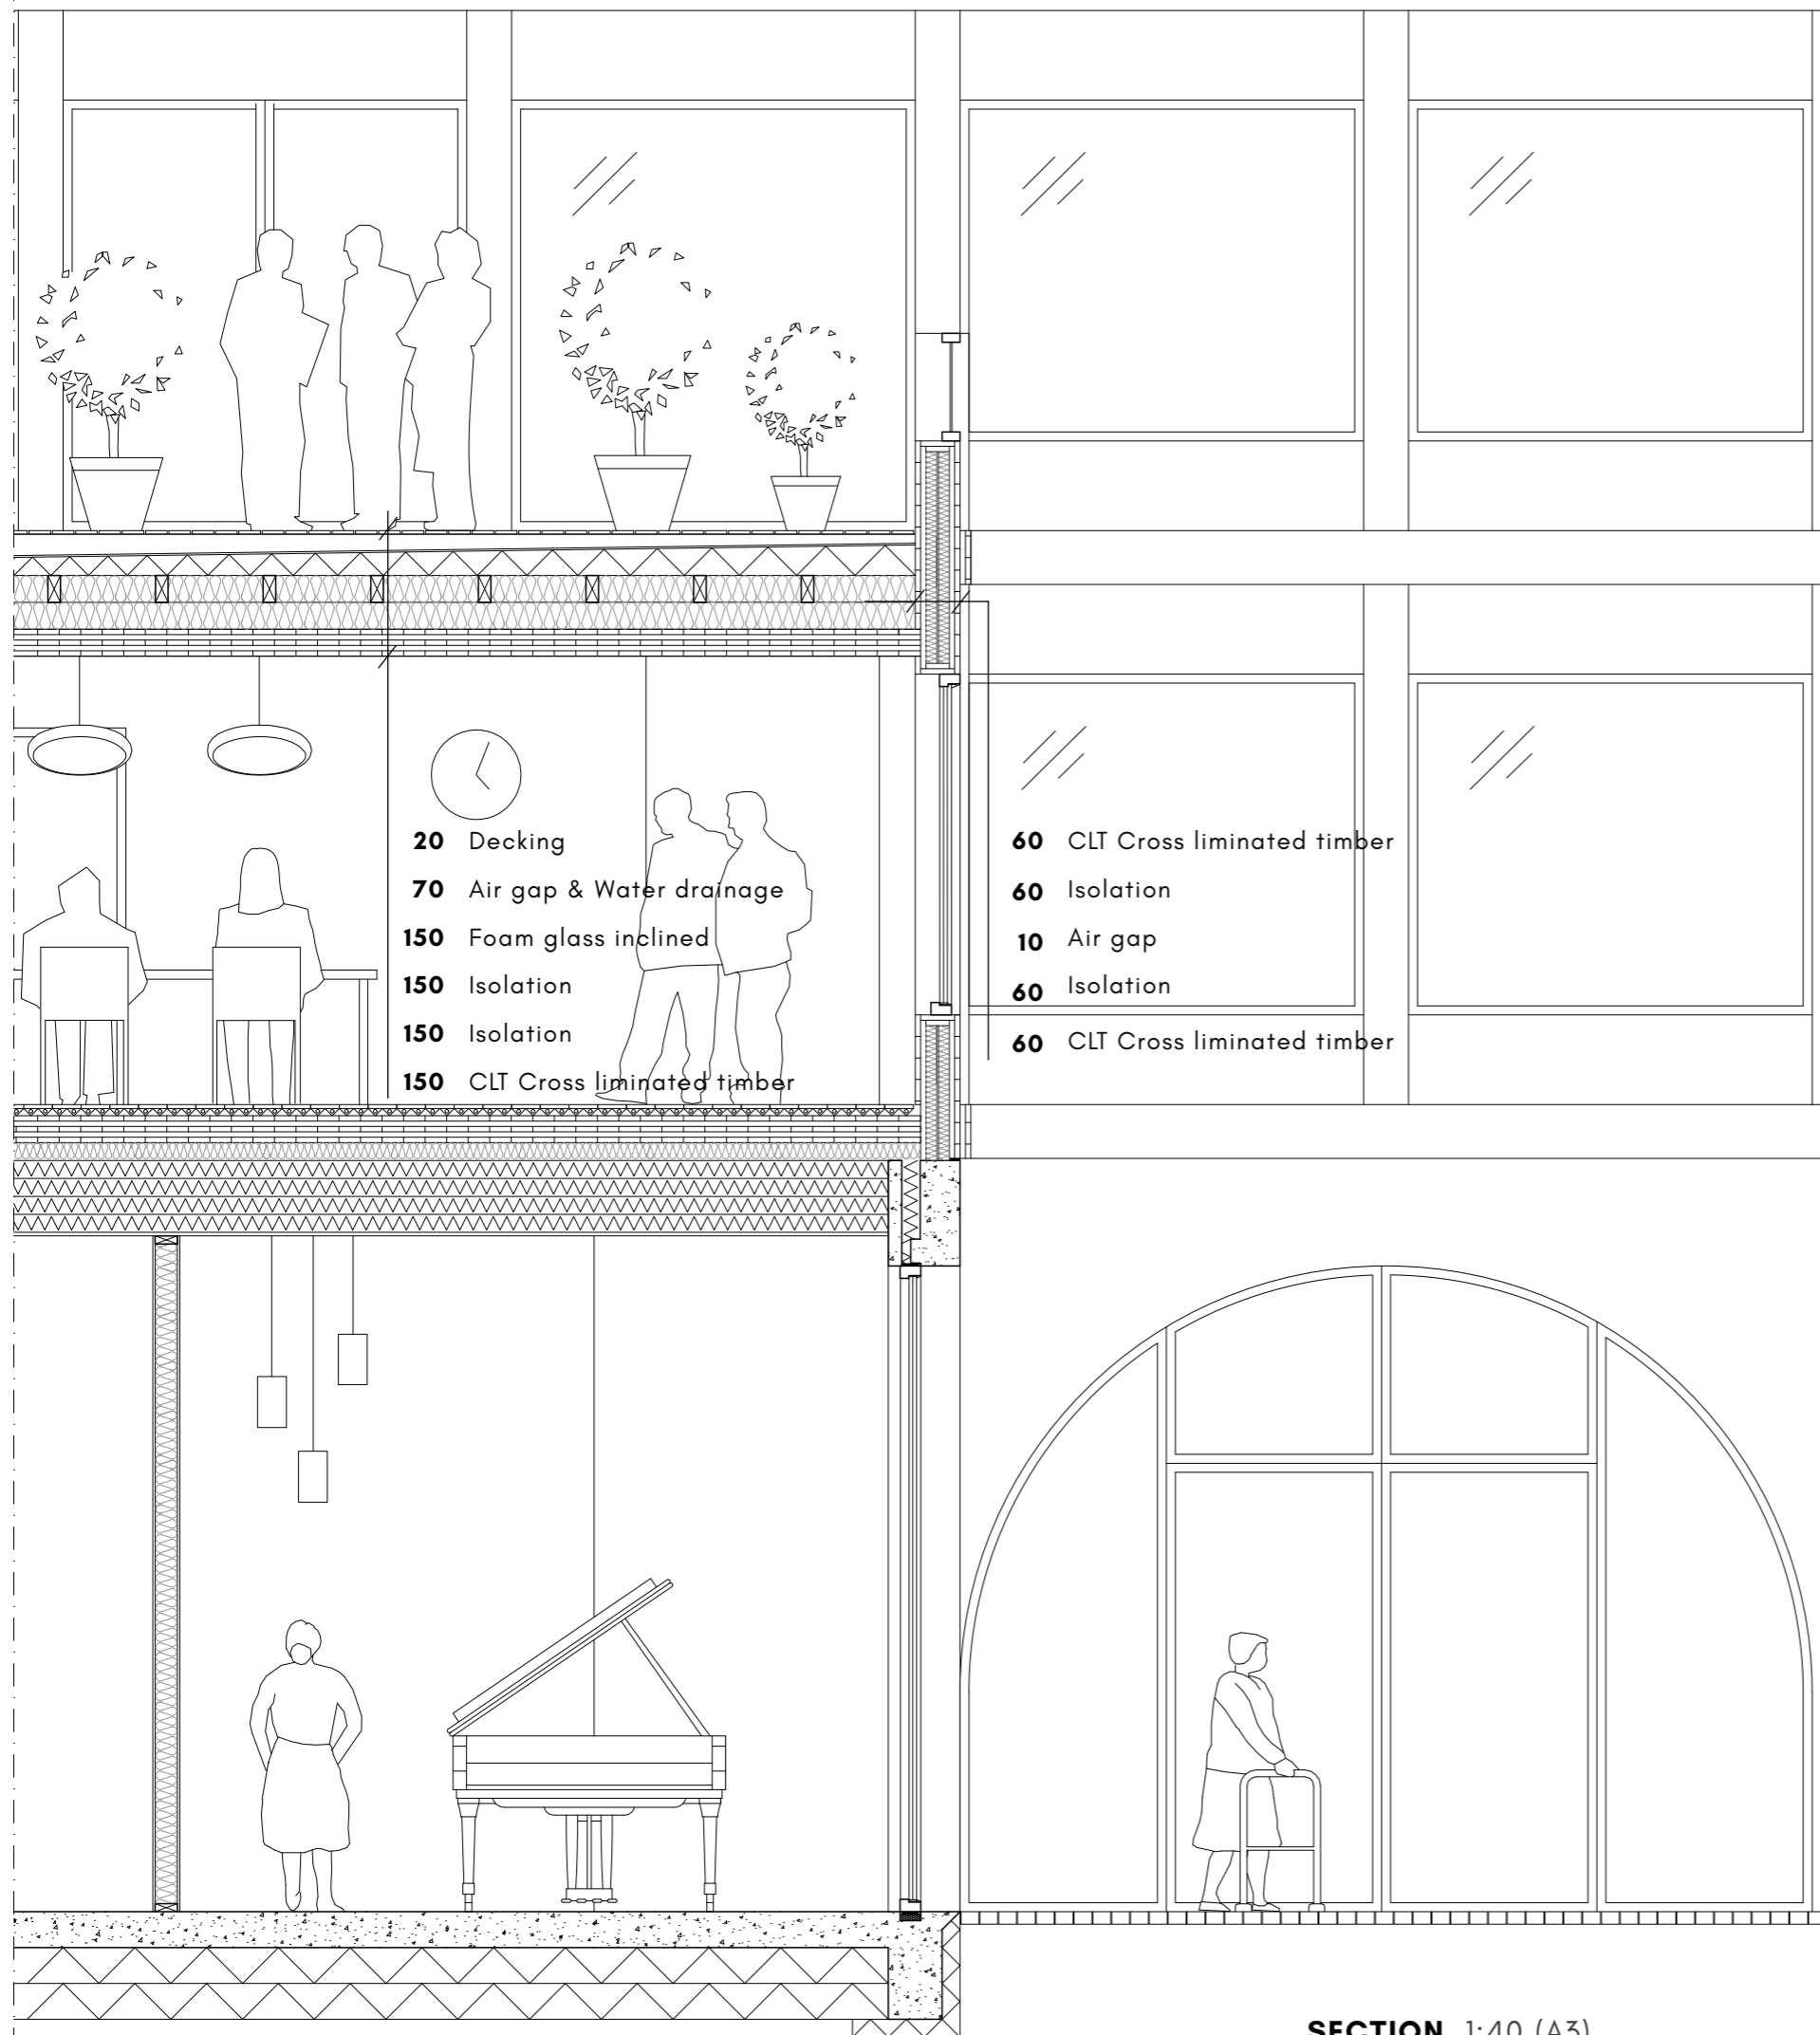 20 Decking
70 Air gap & Water drainage
150 Foam glass inclined
150 Isolation
150 Isolation
150 CLT Cross liminated timber
60 CLT Cross liminated timber
60 Isolation
10 Air gap
60 Isolation
60 CLT Cross liminated timber
SECTION 1:40 (A3)